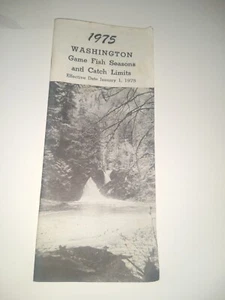 1975
WASHINGTON
Game Fish Seasons
and Catch Limits
Effective Date January 1, 1975